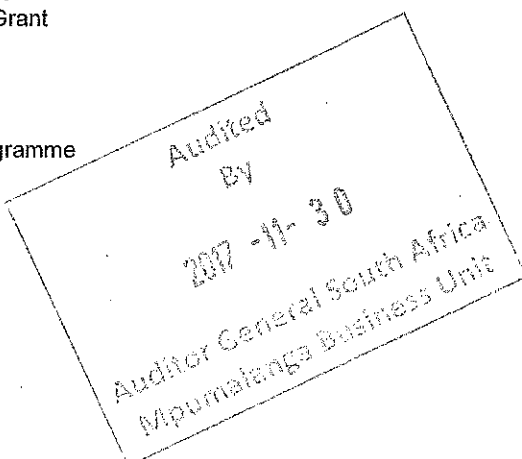 Grant
gramme
Audited
By
2017 -11- 30
Auditor General South Africa
Mpumalanga Business Unit